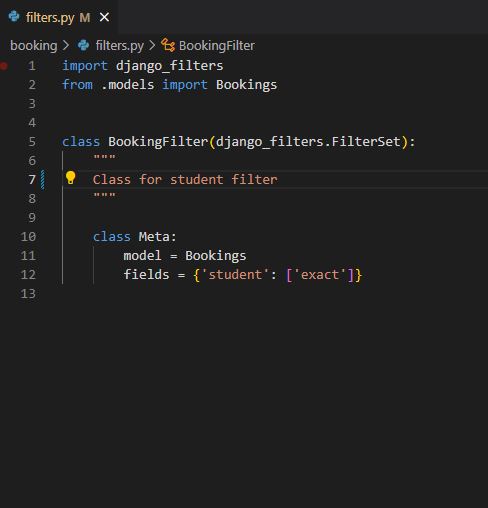 filters.py M ×
booking > filters.py > BookingFilter
1 import django_filters
2 from .models import Bookings
3
4
5 class BookingFilter(django_filters.FilterSet):
6     """
7     Class for student filter
8     """
9
10     class Meta:
11         model = Bookings
12         fields = {'student': ['exact']}
13